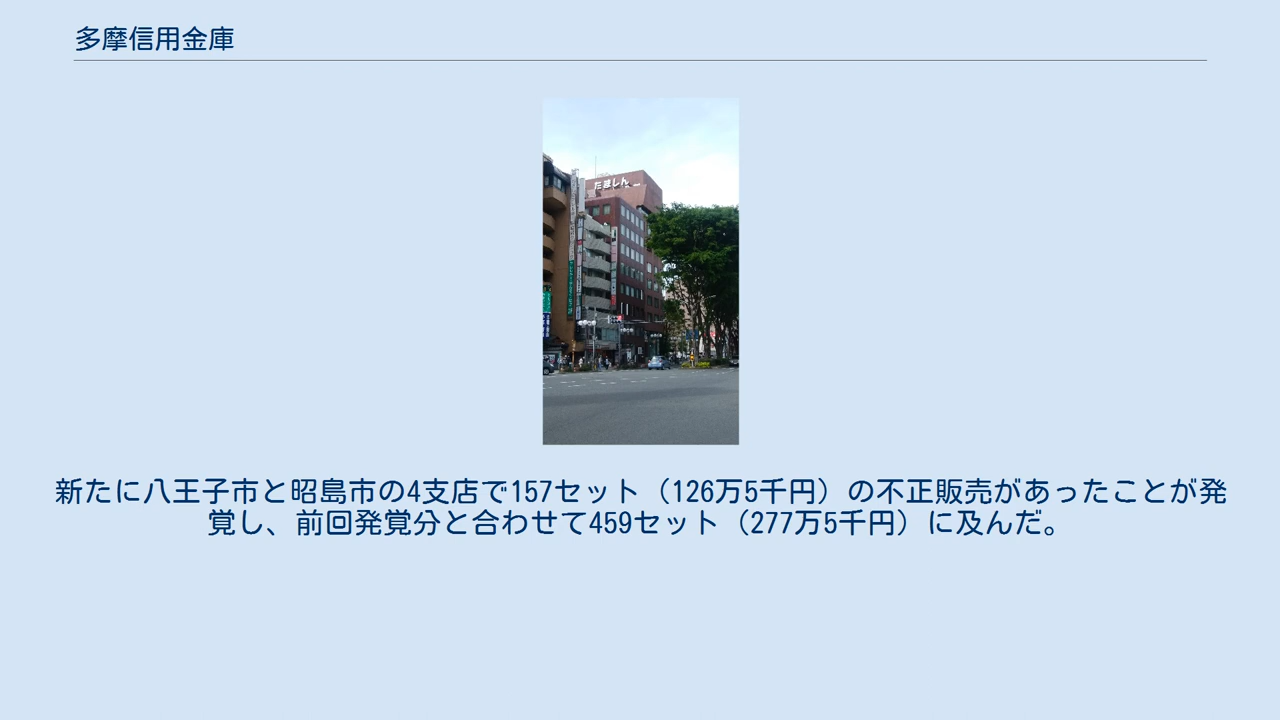 多摩信用金庫
たましん
新たに八王子市と昭島市の4支店で157セット（126万5千円）の不正販売があったことが発
覚し、前回発覚分と合わせて459セット（277万5千円）に及んだ。